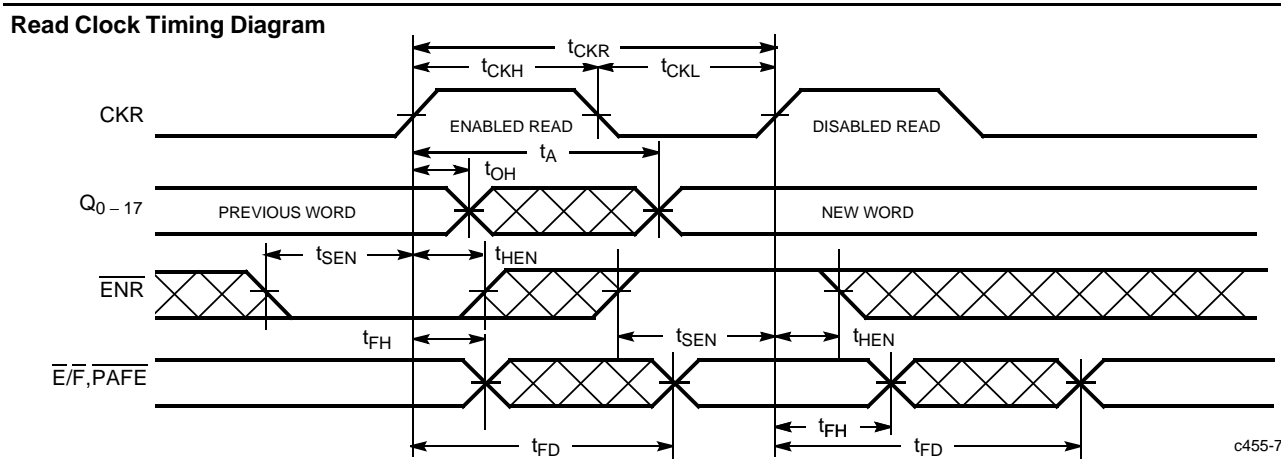 Read Clock Timing Diagram
tCKR
tCKH tCKL
CKR
ENABLED READ DISABLED READ
tA
tOH
Q0 – 17
PREVIOUS WORD NEW WORD
tSEN tHEN
ENR
tFH tSEN tHEN
E/F,PAFE
tFH
tFD tFD
c455-7